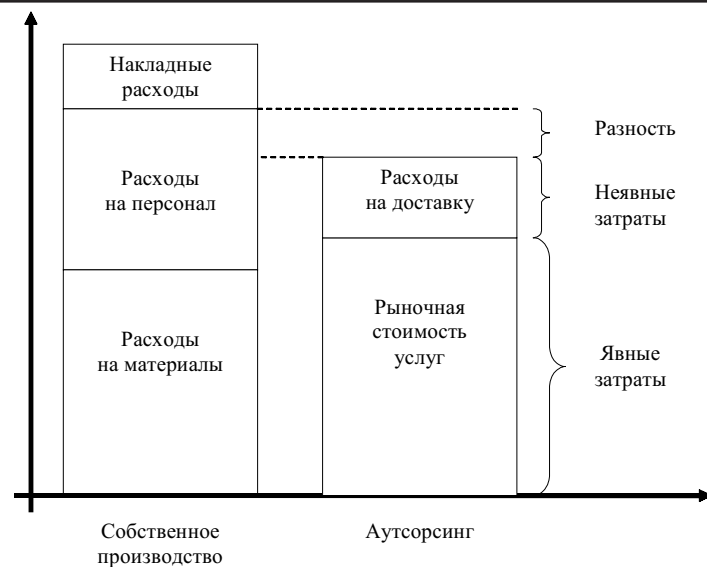 Накладные
расходы
Расходы
на персонал
Расходы
на материалы
Расходы
на доставку
Рыночная
стоимость
услуг
Разность
Неявные
затраты
Явные
затраты
Собственное
производство
Аутсорсинг